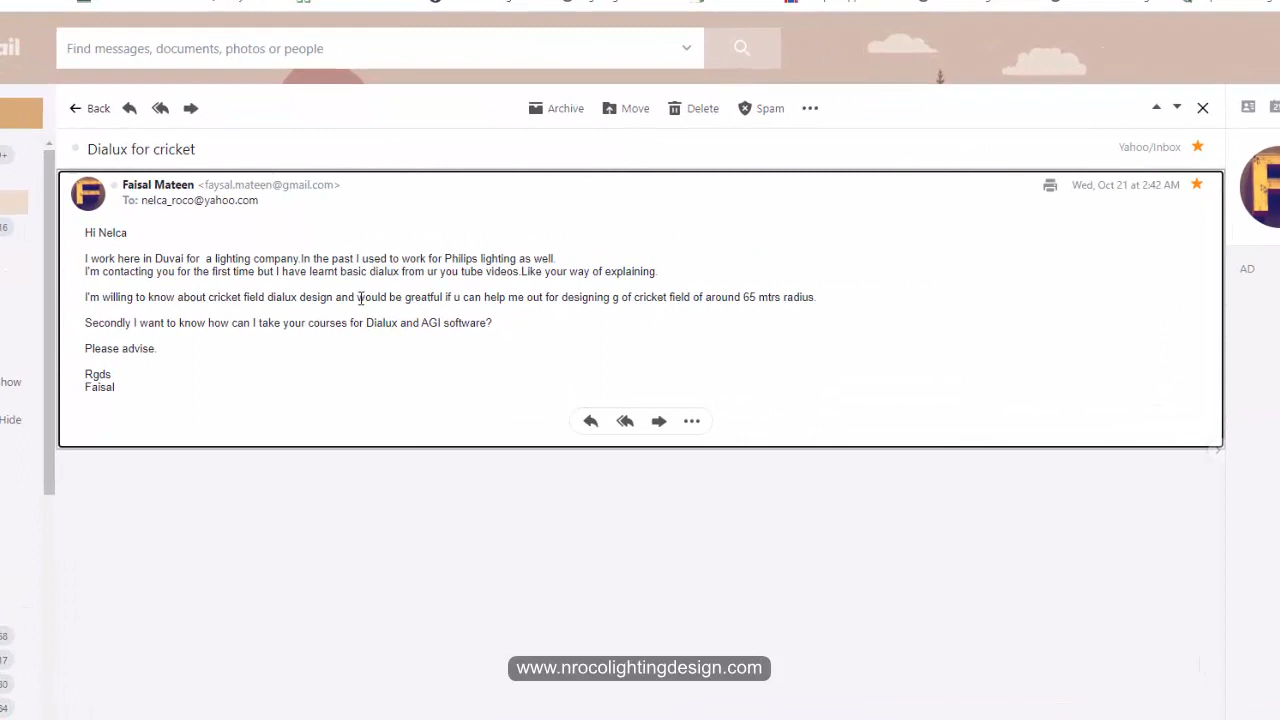 ail
Find messages, documents, photos or people
Back
Archive
Move
Delete
Spam
Dialux for cricket
Yahoo/Inbox
Faisal Mateen <faysal.mateen@gmail.com>
Wed, Oct 21 at 2:42 AM
To: nelca_roco@yahoo.com
Hi Nelca
I work here in Duvai for a lighting company.In the past I used to work for Philips lighting as well.
I'm contacting you for the first time but I have learnt basic dialux from ur you tube videos.Like your way of explaining.
I'm willing to know about cricket field dialux design and would be greatful if u can help me out for designing g of cricket field of around 65 mtrs radius.
Secondly I want to know how can I take your courses for Dialux and AGI software?
Please advise.
Rgds
Faisal
AD
how
Hide
16
58
17
30
54
www.nrocolightingdesign.com